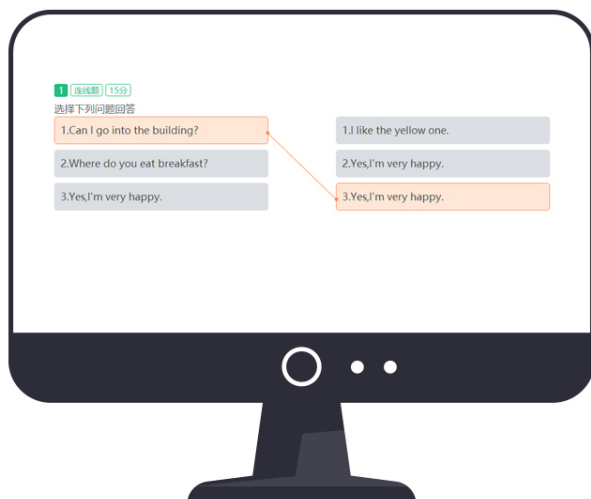 1 连线题 15分
选择下列问题回答
1.Can I go into the building?
1.I like the yellow one.
2.Where do you eat breakfast?
2.Yes,I'm very happy.
3.Yes,I'm very happy.
3.Yes,I'm very happy.